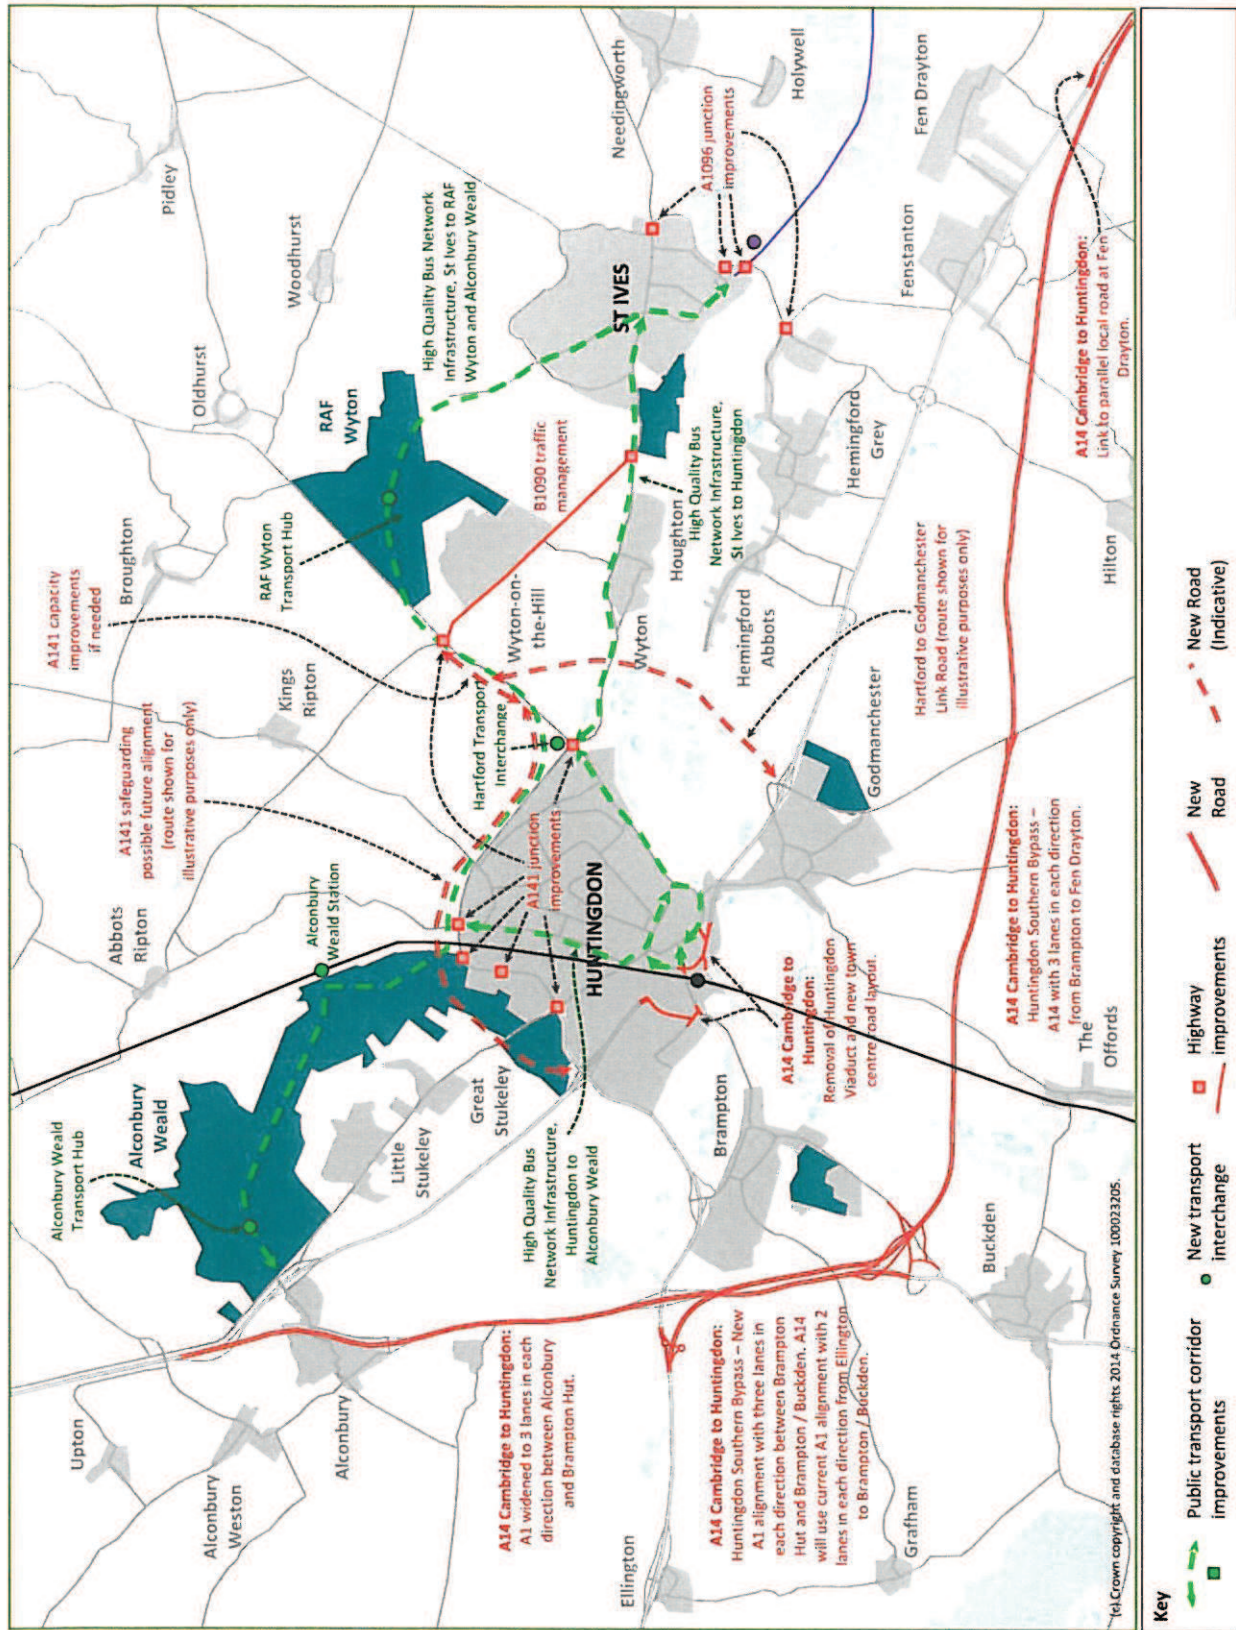 Upton
Alconbury
Weston
Alconbury
Ellington
Grafham
Buckden
Alconbury Weald
Transport Hub
Alconbury
Weald
Little
Stukeley
Great
Stukeley
High Quality Bus
Network Infrastructure,
Huntingdon to
Alconbury Weald
Brampton
The
Offords
A14 Cambridge to Huntingdon:
A1 widened to 3 lanes in each
direction between Alconbury
and Brampton Hut.
A14 Cambridge to Huntingdon:
Huntingdon Southern Bypass – New
A1 alignment with three lanes in
each direction between Brampton
Hut and Brampton / Buckden. A14
will use current A1 alignment with 2
lanes in each direction from Ellington
to Brampton / Buckden.
Abbots
Ripton
Alconbury
Weald Station
A141 safeguarding
possible future alignment
(route shown for
illustrative purposes only)
A141 capacity
improvements
if needed
Kings
Ripton
Broughton
A141 junction
improvements
HUNTINGDON
Hartford Transport
Interchange
A14 Cambridge to
Huntingdon:
Removal of Huntingdon
Viaduct and new town
centre road layout.
A14 Cambridge to Huntingdon:
Huntingdon Southern Bypass –
A14 with 3 lanes in each direction
from Brampton to Fen Drayton.
Godmanchester
Hartford to Godmanchester
Link Road (route shown for
illustrative purposes only)
RAF Wyton
Transport Hub
RAF
Wyton
Wyton-on-
the-Hill
B1090 traffic
management
Wyton
Houghton
High Quality Bus
Network Infrastructure,
St Ives to Huntingdon
Hemingford
Abbots
Hemingford
Grey
Hilton
Oldhurst
Woodhurst
Pidley
High Quality Bus Network
Infrastructure, St Ives to RAF
Wyton and Alconbury Weald
ST IVES
Needingworth
A1096 junction
improvements
Holywell
Fenstanton
Fen Drayton
A14 Cambridge to Huntingdon:
Link to parallel local road at Fen
Drayton.
(c) Crown copyright and database rights 2014. Ordnance Survey 100023205.
Key
Public transport corridor
improvements
New transport
interchange
Highway
improvements
New
Road
New Road
(Indicative)